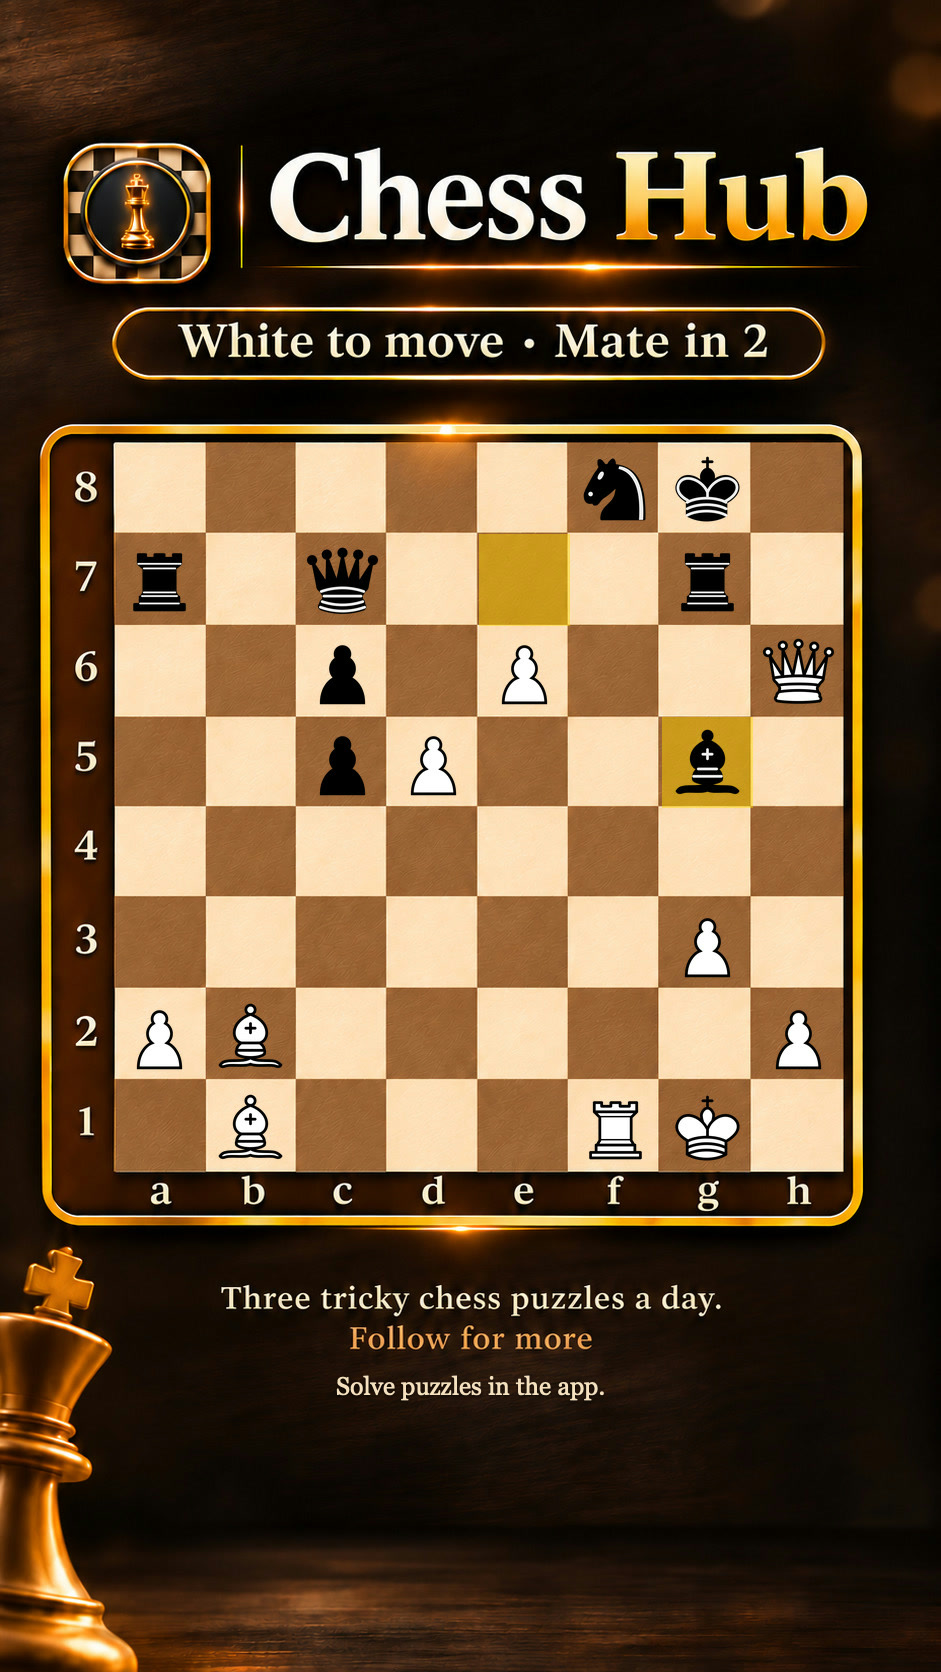 Chess Hub
White to move · Mate in 2
8
7
6
5
4
3
2
1
a b c d e f g h
Three tricky chess puzzles a day.
Follow for more
Solve puzzles in the app.